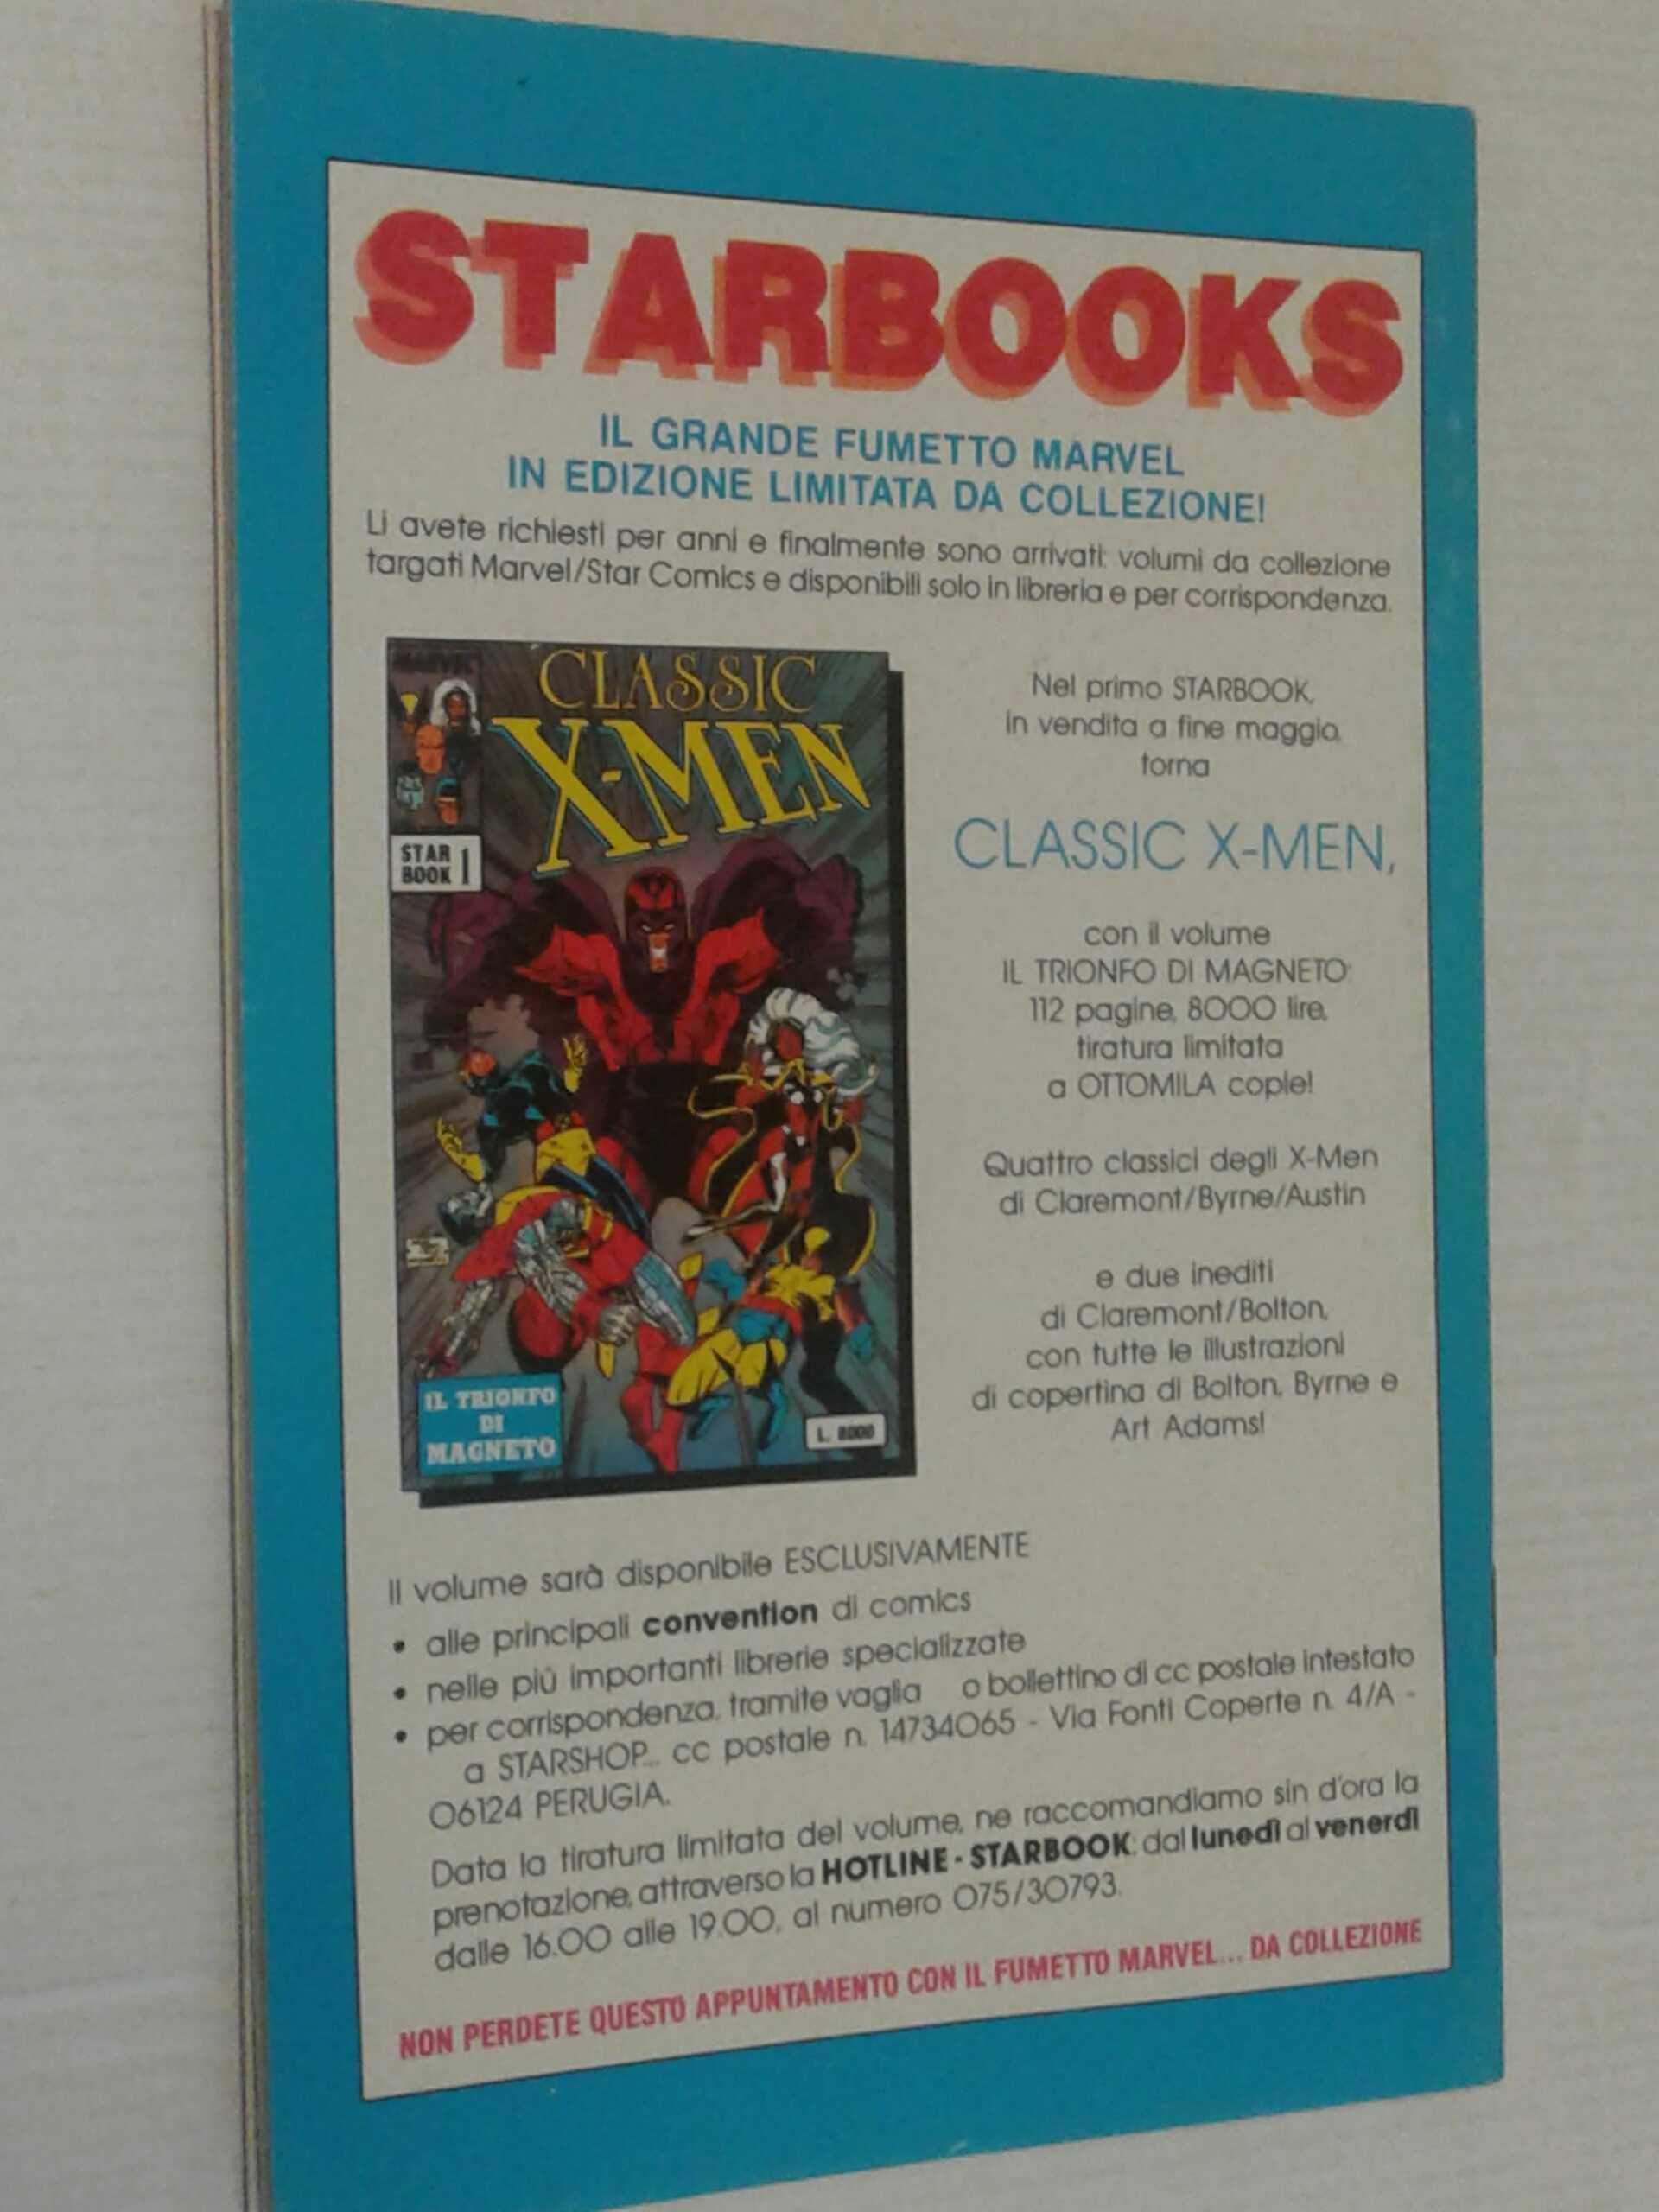 STARBOOKS
IL GRANDE FUMETTO MARVEL
IN EDIZIONE LIMITATA DA COLLEZIONE!
Li avete richiesti per anni e finalmente sono arrivati: volumi da collezione
targati Marvel/Star Comics e disponibili solo in libreria e per corrispondenza.
MARVEL
CLASSIC
X-MEN
STAR
BOOK 1
IL TRIONFO
DI
MAGNETO
L. 8000
Nel primo STARBOOK,
in vendita a fine maggio,
torna
CLASSIC X-MEN,
con il volume
IL TRIONFO DI MAGNETO:
112 pagine, 8000 lire,
tiratura limitata
a OTTOMILA copie!
Quattro classici degli X-Men
di Claremont/Byrne/Austin
e due inediti
di Claremont/Bolton,
con tutte le illustrazioni
di copertina di Bolton, Byrne e
Art Adams!
Il volume sarà disponibile ESCLUSIVAMENTE
• alle principali convention di comics
• nelle più importanti librerie specializzate
• per corrispondenza, tramite vaglia o bollettino di cc postale intestato
a STARSHOP... cc postale n. 14734065 - Via Fonti Coperte n. 4/A -
06124 PERUGIA.
Data la tiratura limitata del volume, ne raccomandiamo sin d'ora la
prenotazione, attraverso la HOTLINE - STARBOOK: dal lunedì al venerdì
dalle 16.00 alle 19.00, al numero 075/30793.
NON PERDETE QUESTO APPUNTAMENTO CON IL FUMETTO MARVEL... DA COLLEZIONE